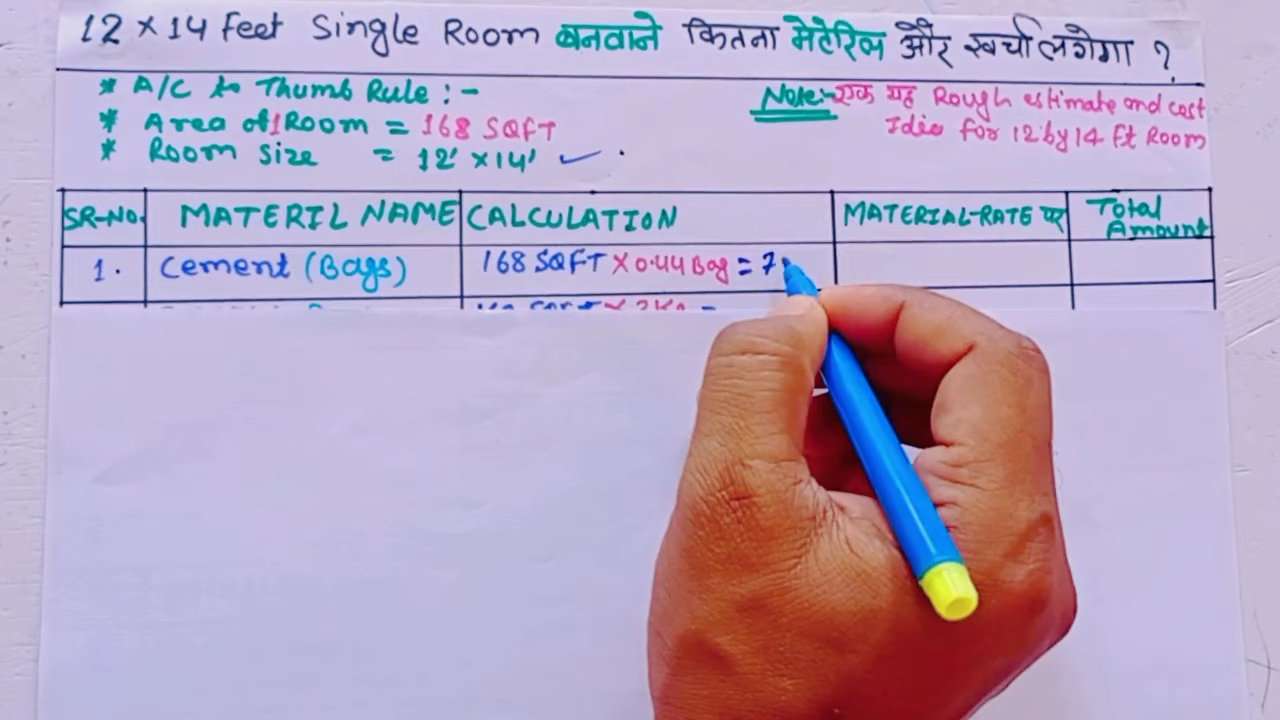 12 × 14 Feet Single Room बनवाने कितना मेटेरियल और खर्चा लगेगा ?
* A/C to Thumb Rule :-
* Area of 1 Room = 168 SQFT
* Room Size = 12' × 14'
Note:- एक यह Rough estimate and cost
Idia for 12 by 14 ft Room
SR-NO. MATERIL NAME CALCULATION MATERIAL-RATE पर Total Amount
1. Cement (Bags) 168 SQFT × 0.44 Bag = 7